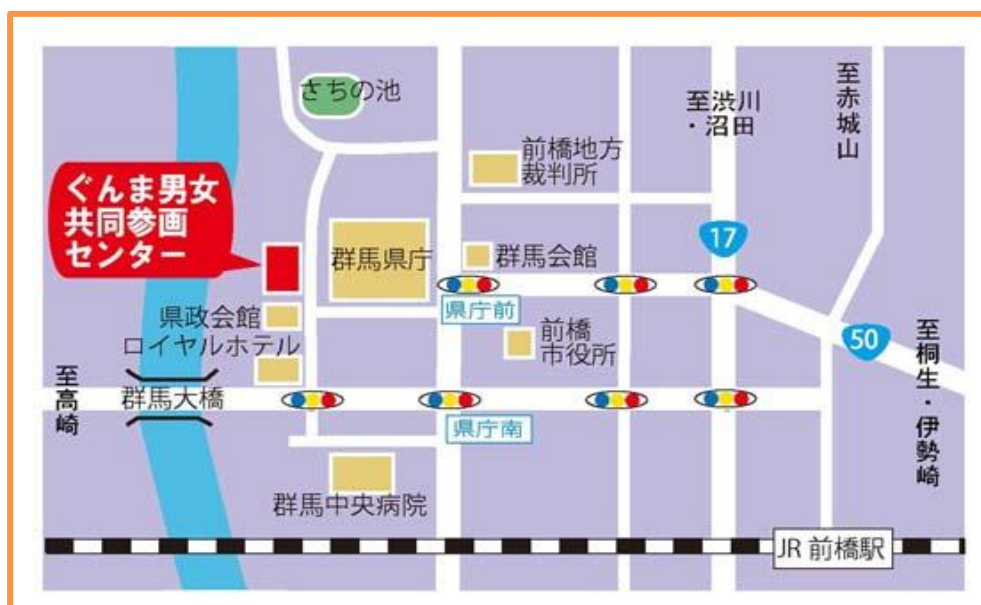 さちの池
至渋川
・沼田
至赤城山
前橋地方
裁判所
ぐんま男女
共同参画
センター
17
群馬県庁
群馬会館
県庁前
県政会館
前橋
市役所
50
ロイヤルホテル
至高崎
群馬大橋
至桐生・伊勢崎
県庁南
群馬中央病院
JR 前橋駅